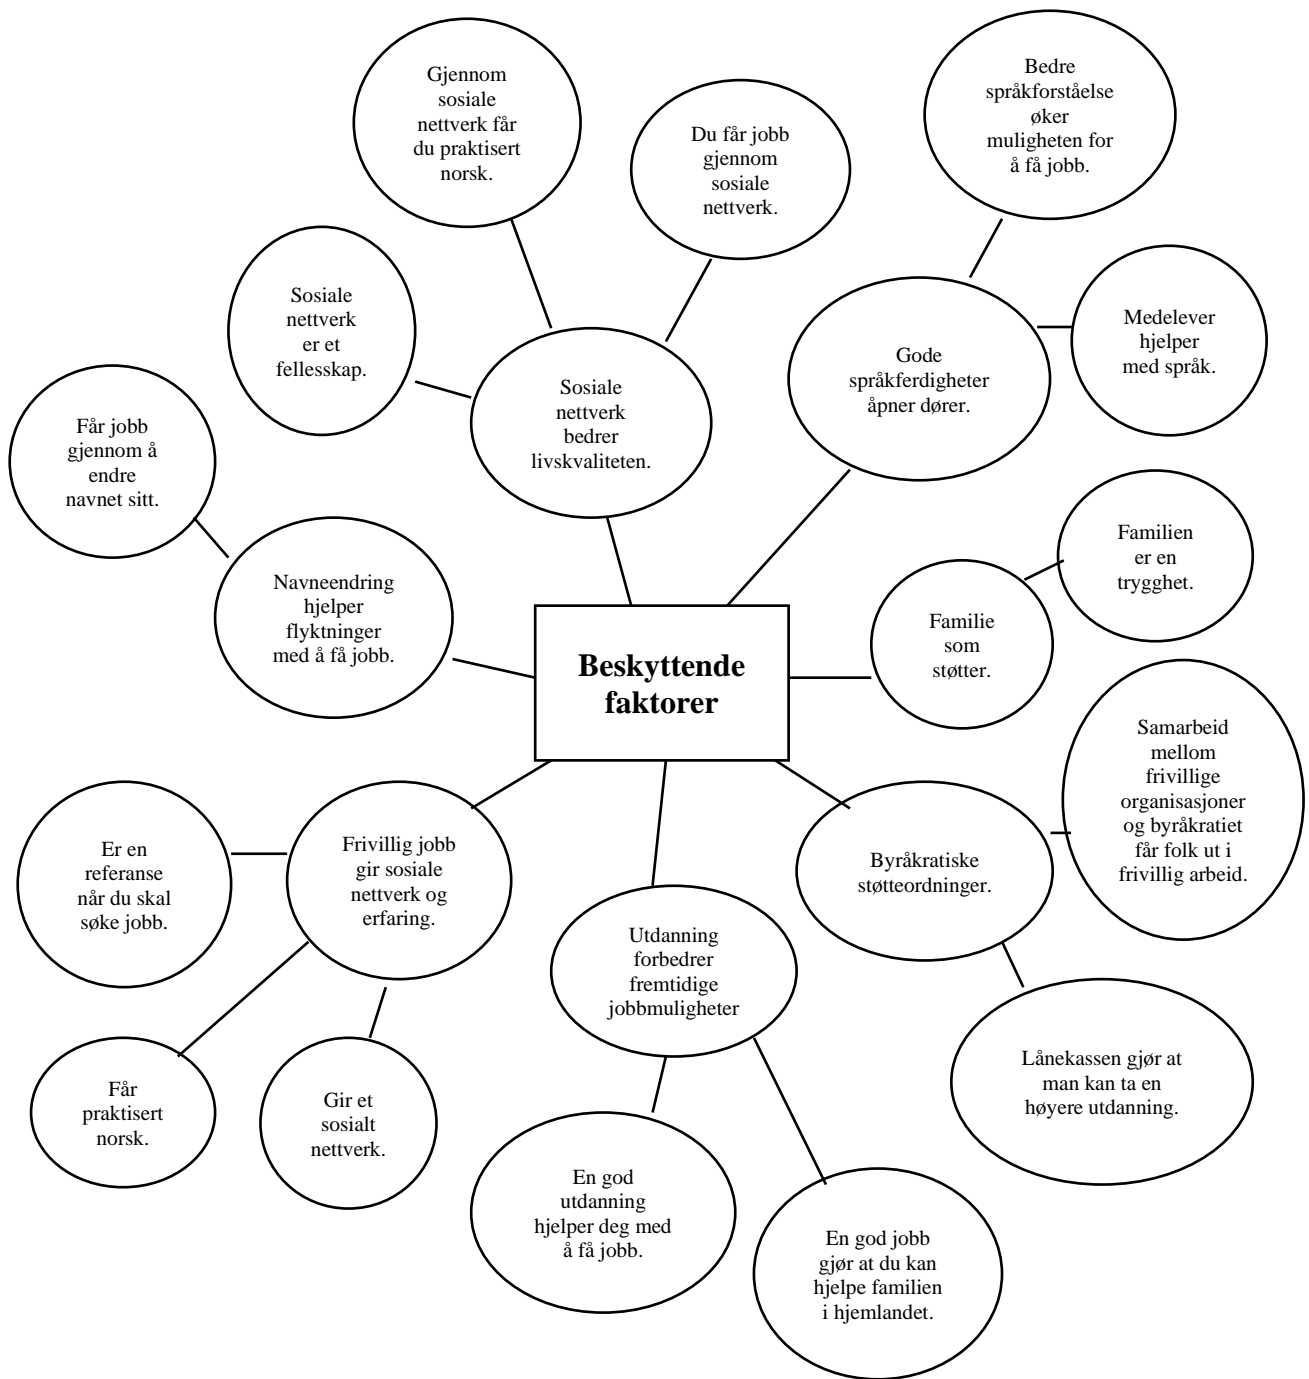 Gjennom
sosiale
nettverk får
du praktisert
norsk.
Du får jobb
gjennom
sosiale
nettverk.
Bedre
språkforståelse
øker
muligheten for
å få jobb.
Sosiale
nettverk
er et
fellesskap.
Sosiale
nettverk
bedrer
livskvaliteten.
Gode
språkferdigheter
åpner dører.
Medelever
hjelper
med språk.
Får jobb
gjennom å
endre
navnet sitt.
Navneendring
hjelper
flyktninger
med å få jobb.
Beskyttende
faktorer
Familie
som
støtter.
Familien
er en
trygghet.
Samarbeid
mellom
frivillige
organisasjoner
og byråkratiet
får folk ut i
frivillig arbeid.
Er en
referanse
når du skal
søke jobb.
Frivillig jobb
gir sosiale
nettverk og
erfaring.
Byråkratiske
støtteordninger.
Utdanning
forbedrer
fremtidige
jobbmuligheter
Får
praktisert
norsk.
Gir et
sosialt
nettverk.
Lånekassen gjør at
man kan ta en
høyere utdanning.
En god
utdanning
hjelper deg med
å få jobb.
En god jobb
gjør at du kan
hjelpe familien
i hjemlandet.